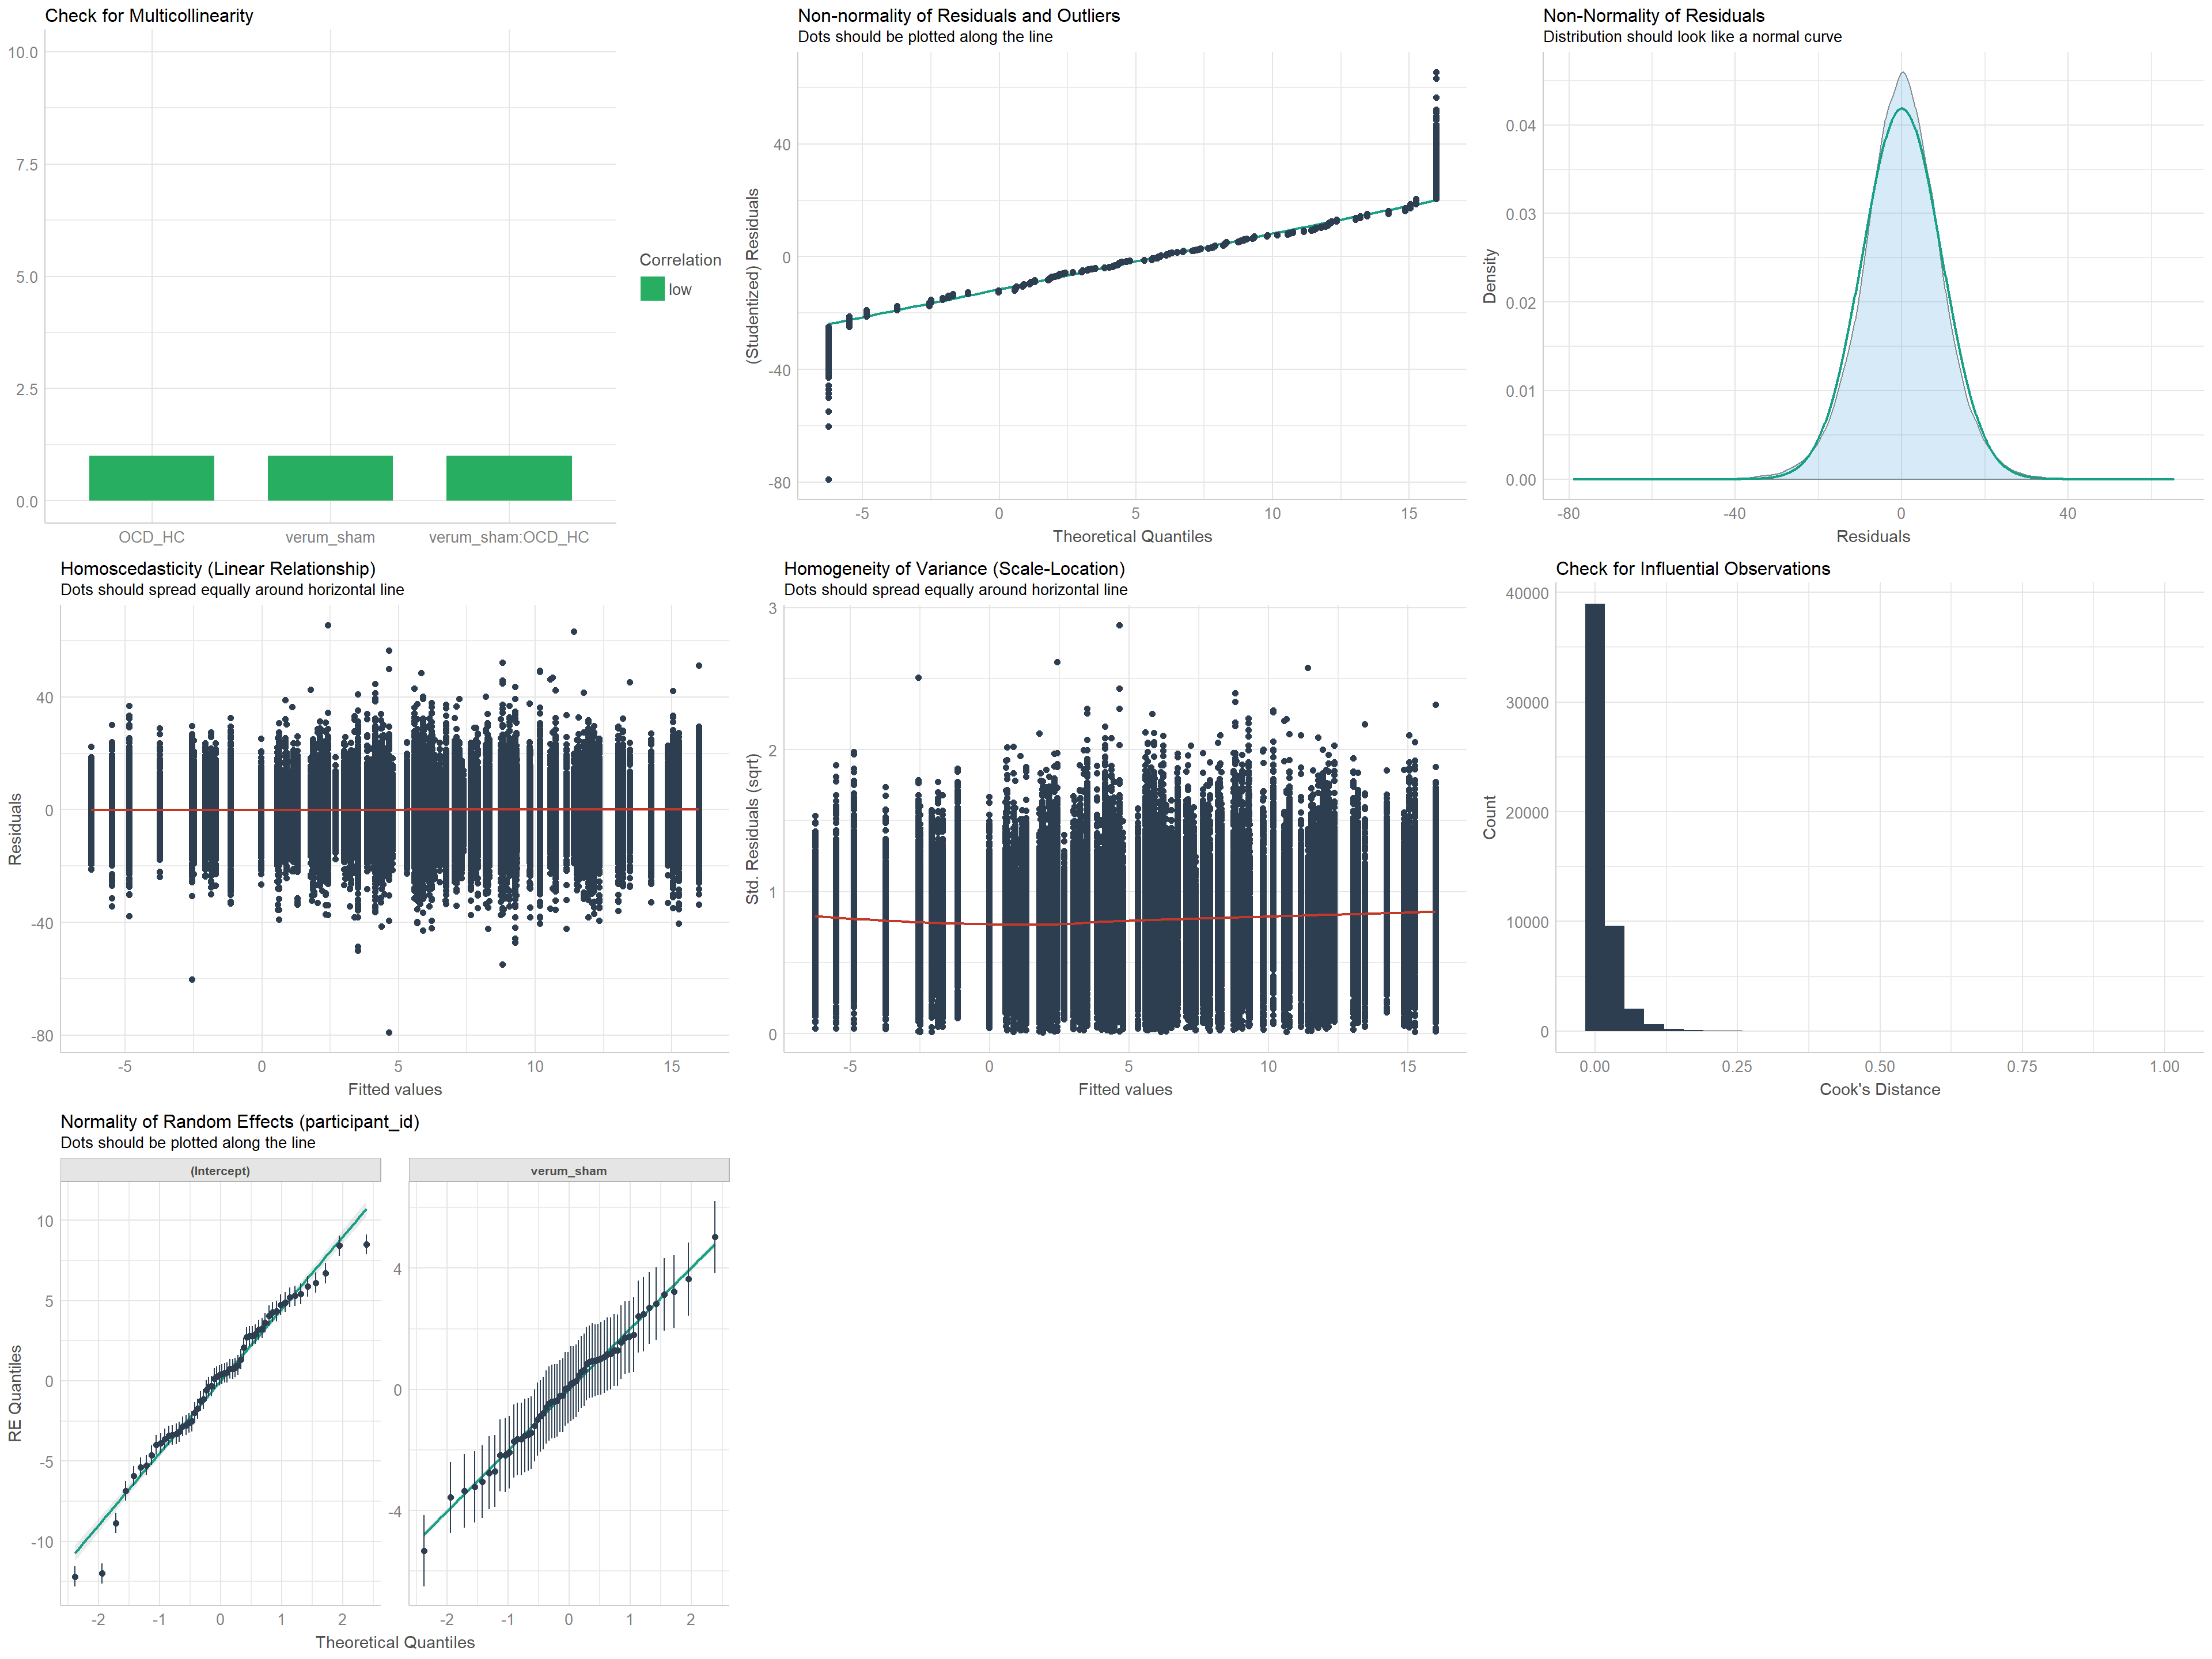 Check for Multicollinearity
10.0
7.5
5.0
2.5
0.0
OCD_HC verum_sham verum_sham:OCD_HC
Correlation
low
Non-normality of Residuals and Outliers
Dots should be plotted along the line
(Studentized) Residuals
40
0
-40
-80
-5 0 5 10 15
Theoretical Quantiles
Non-Normality of Residuals
Distribution should look like a normal curve
Density
0.04
0.03
0.02
0.01
0.00
-80 -40 0 40
Residuals
Homoscedasticity (Linear Relationship)
Dots should spread equally around horizontal line
Residuals
40
0
-40
-80
-5 0 5 10 15
Fitted values
Homogeneity of Variance (Scale-Location)
Dots should spread equally around horizontal line
Std. Residuals (sqrt)
3
2
1
0
-5 0 5 10 15
Fitted values
Check for Influential Observations
Count
40000
30000
20000
10000
0
0.00 0.25 0.50 0.75 1.00
Cook's Distance
Normality of Random Effects (participant_id)
Dots should be plotted along the line
(Intercept) verum_sham
RE Quantiles
10
5
0
-5
-10
-2 -1 0 1 2
4
0
-4
-2 -1 0 1 2
Theoretical Quantiles